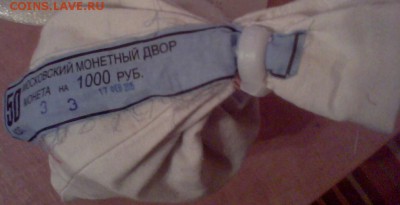 COINS.LAVE.RU
50
МОСКОВСКИЙ МОНЕТНЫЙ ДВОР
МОНЕТА НА 1000 РУБ.
3 3